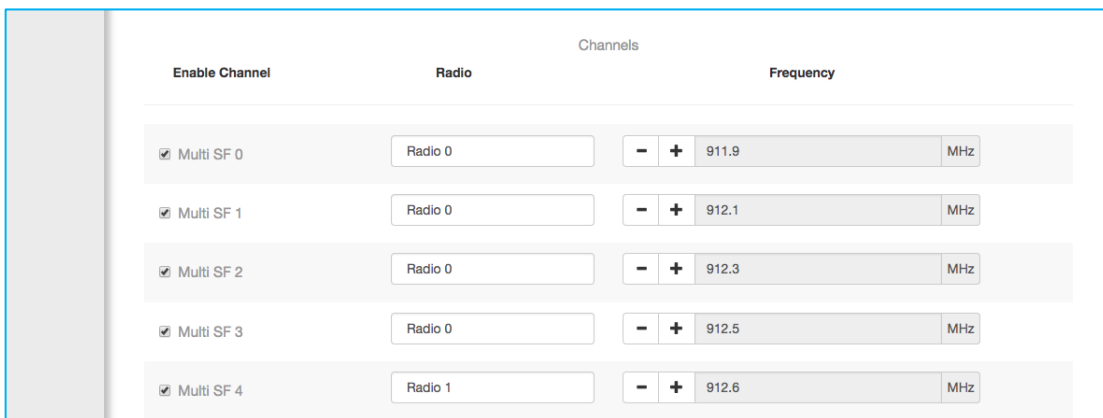 Channels
Enable Channel Radio Frequency
Multi SF 0 Radio 0 − + 911.9 MHz
Multi SF 1 Radio 0 − + 912.1 MHz
Multi SF 2 Radio 0 − + 912.3 MHz
Multi SF 3 Radio 0 − + 912.5 MHz
Multi SF 4 Radio 1 − + 912.6 MHz